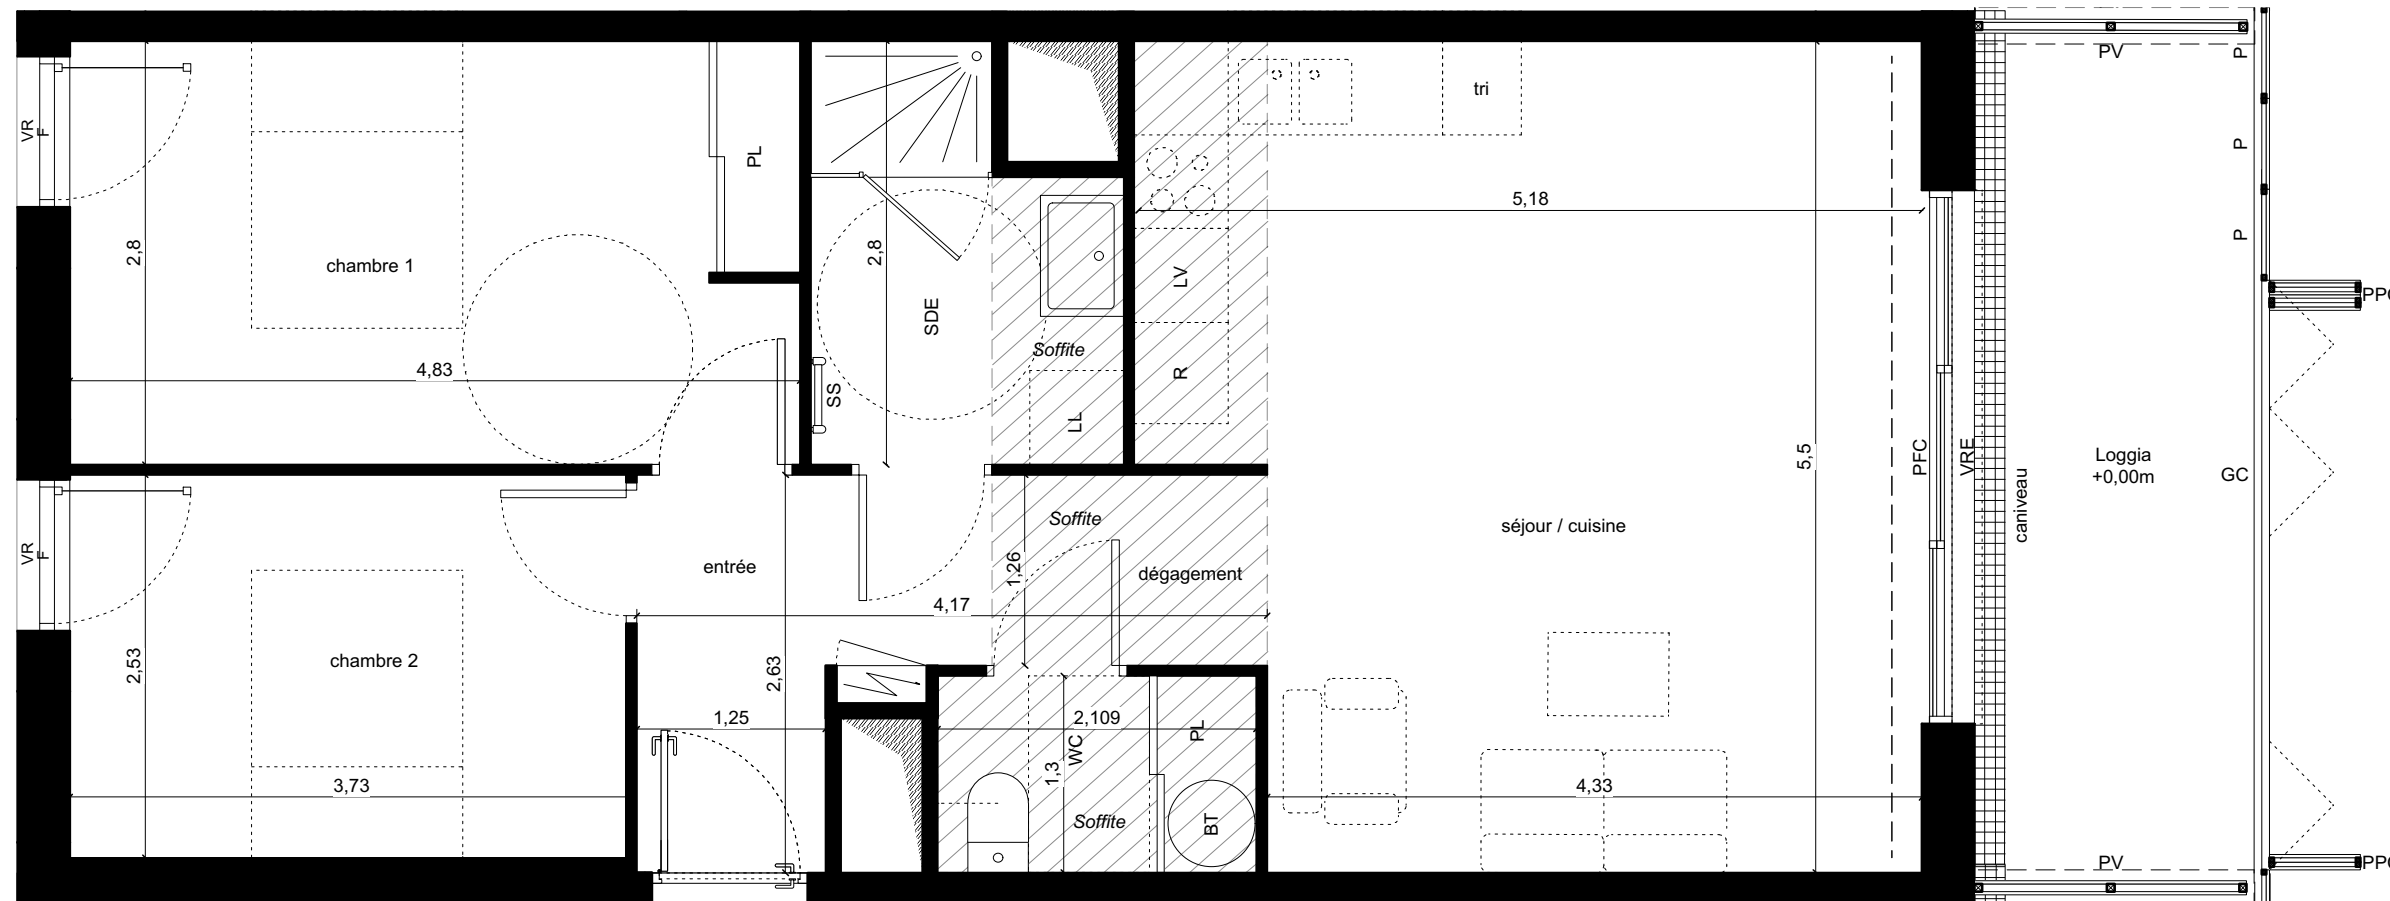 PV
P
VR
F
tri
P
PL
5,18
P
2,8
2,8
chambre 1
LV
PPC
SDE
Soffite
4,83
R
SS
LL
5,5
PFC
VRE
Loggia
+0,00m
GC
caniveau
Soffite
séjour / cuisine
VR
F
entrée
1,26
dégagement
4,17
2,53
chambre 2
2,63
1,25
2,109
PL
WC
1,3
3,73
4,33
Soffite
BT
PV
PPC